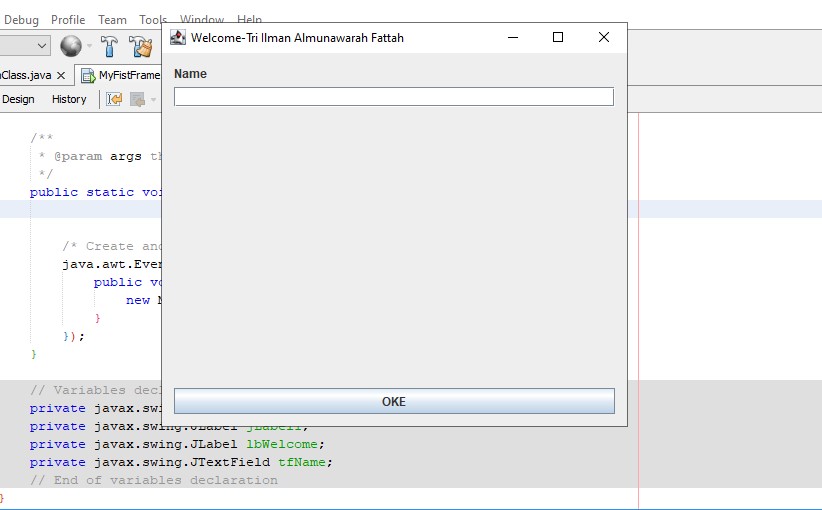 Debug Profile Team Tools Window Help
Welcome-Tri Ilman Almunawarah Fattah
Class.java MyFistFrame
Design History
Name
/**
* @param args th
*/
public static voi
/* Create and
java.awt.Even
public vo
new M
}
});
}
OKE
// Variables decl
private javax.swi
private javax.swing.JLabel jLabel1;
private javax.swing.JLabel lbWelcome;
private javax.swing.JTextField tfName;
// End of variables declaration
}